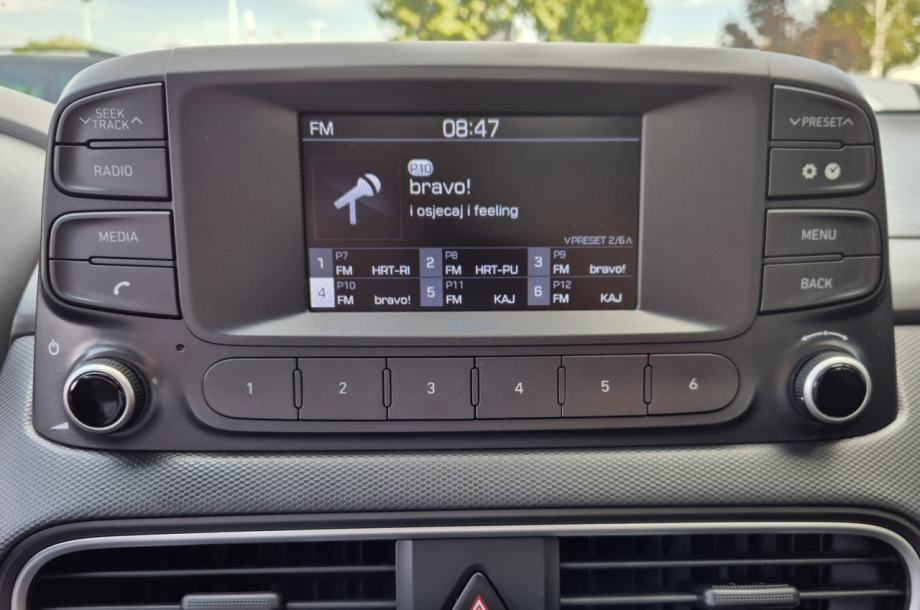 SEEK
TRACK
RADIO
MEDIA
FM 08:47
P10
bravo!
i osjecaj i feeling
PRESET 2/6
1 P7 FM HRT-RI 2 P8 FM HRT-PU 3 P9 FM bravo!
4 P10 FM bravo! 5 P11 FM KAJ 6 P12 FM KAJ
PRESET
MENU
BACK
1 2 3 4 5 6